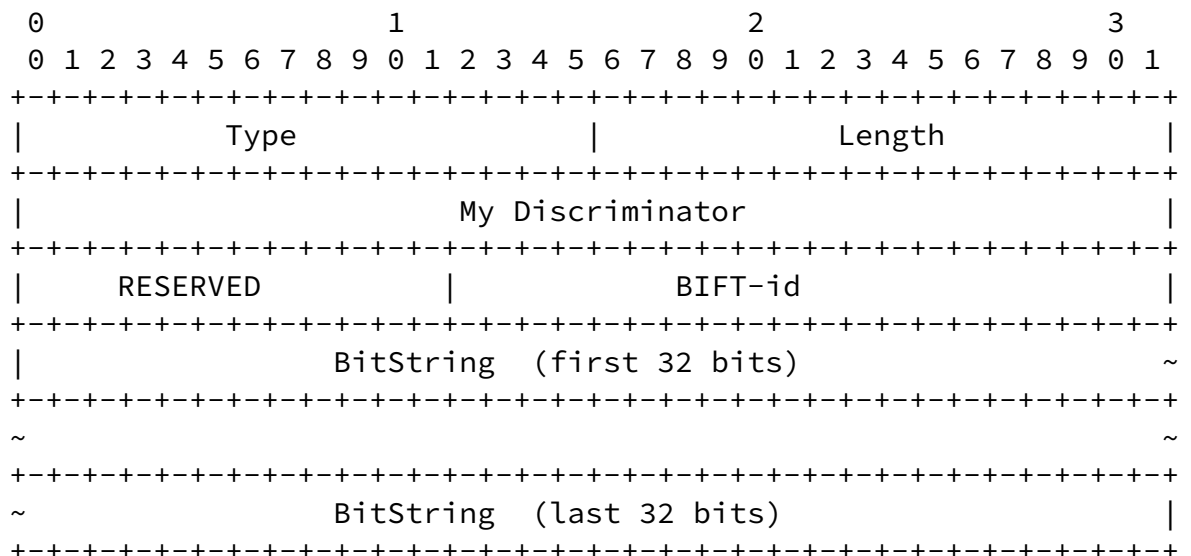 0                   1                   2                   3
 0 1 2 3 4 5 6 7 8 9 0 1 2 3 4 5 6 7 8 9 0 1 2 3 4 5 6 7 8 9 0 1
+-+-+-+-+-+-+-+-+-+-+-+-+-+-+-+-+-+-+-+-+-+-+-+-+-+-+-+-+-+-+-+-+
|           Type                |             Length            |
+-+-+-+-+-+-+-+-+-+-+-+-+-+-+-+-+-+-+-+-+-+-+-+-+-+-+-+-+-+-+-+-+
|                        My Discriminator                       |
+-+-+-+-+-+-+-+-+-+-+-+-+-+-+-+-+-+-+-+-+-+-+-+-+-+-+-+-+-+-+-+-+
|     RESERVED          |            BIFT-id                    |
+-+-+-+-+-+-+-+-+-+-+-+-+-+-+-+-+-+-+-+-+-+-+-+-+-+-+-+-+-+-+-+-+
|                 BitString  (first 32 bits)                    ~
+-+-+-+-+-+-+-+-+-+-+-+-+-+-+-+-+-+-+-+-+-+-+-+-+-+-+-+-+-+-+-+-+
~                                                               ~
+-+-+-+-+-+-+-+-+-+-+-+-+-+-+-+-+-+-+-+-+-+-+-+-+-+-+-+-+-+-+-+-+
~                 BitString  (last 32 bits)                     |
+-+-+-+-+-+-+-+-+-+-+-+-+-+-+-+-+-+-+-+-+-+-+-+-+-+-+-+-+-+-+-+-+